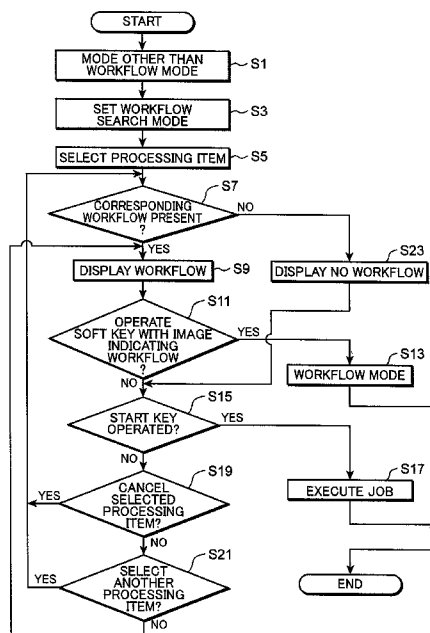 START
MODE OTHER THAN
WORKFLOW MODE
S1
SET WORKFLOW
SEARCH MODE
S3
SELECT PROCESSING ITEM
S5
S7
CORRESPONDING
WORKFLOW PRESENT
?
NO
YES
S23
DISPLAY NO WORKFLOW
S9
DISPLAY WORKFLOW
S11
OPERATE
SOFT KEY WITH IMAGE
INDICATING
WORKFLOW
?
YES
NO
S13
WORKFLOW MODE
S15
START KEY
OPERATED?
YES
NO
S17
EXECUTE JOB
S19
CANCEL
SELECTED
PROCESSING
ITEM?
YES
NO
S21
SELECT
ANOTHER
PROCESSING
ITEM?
YES
NO
END